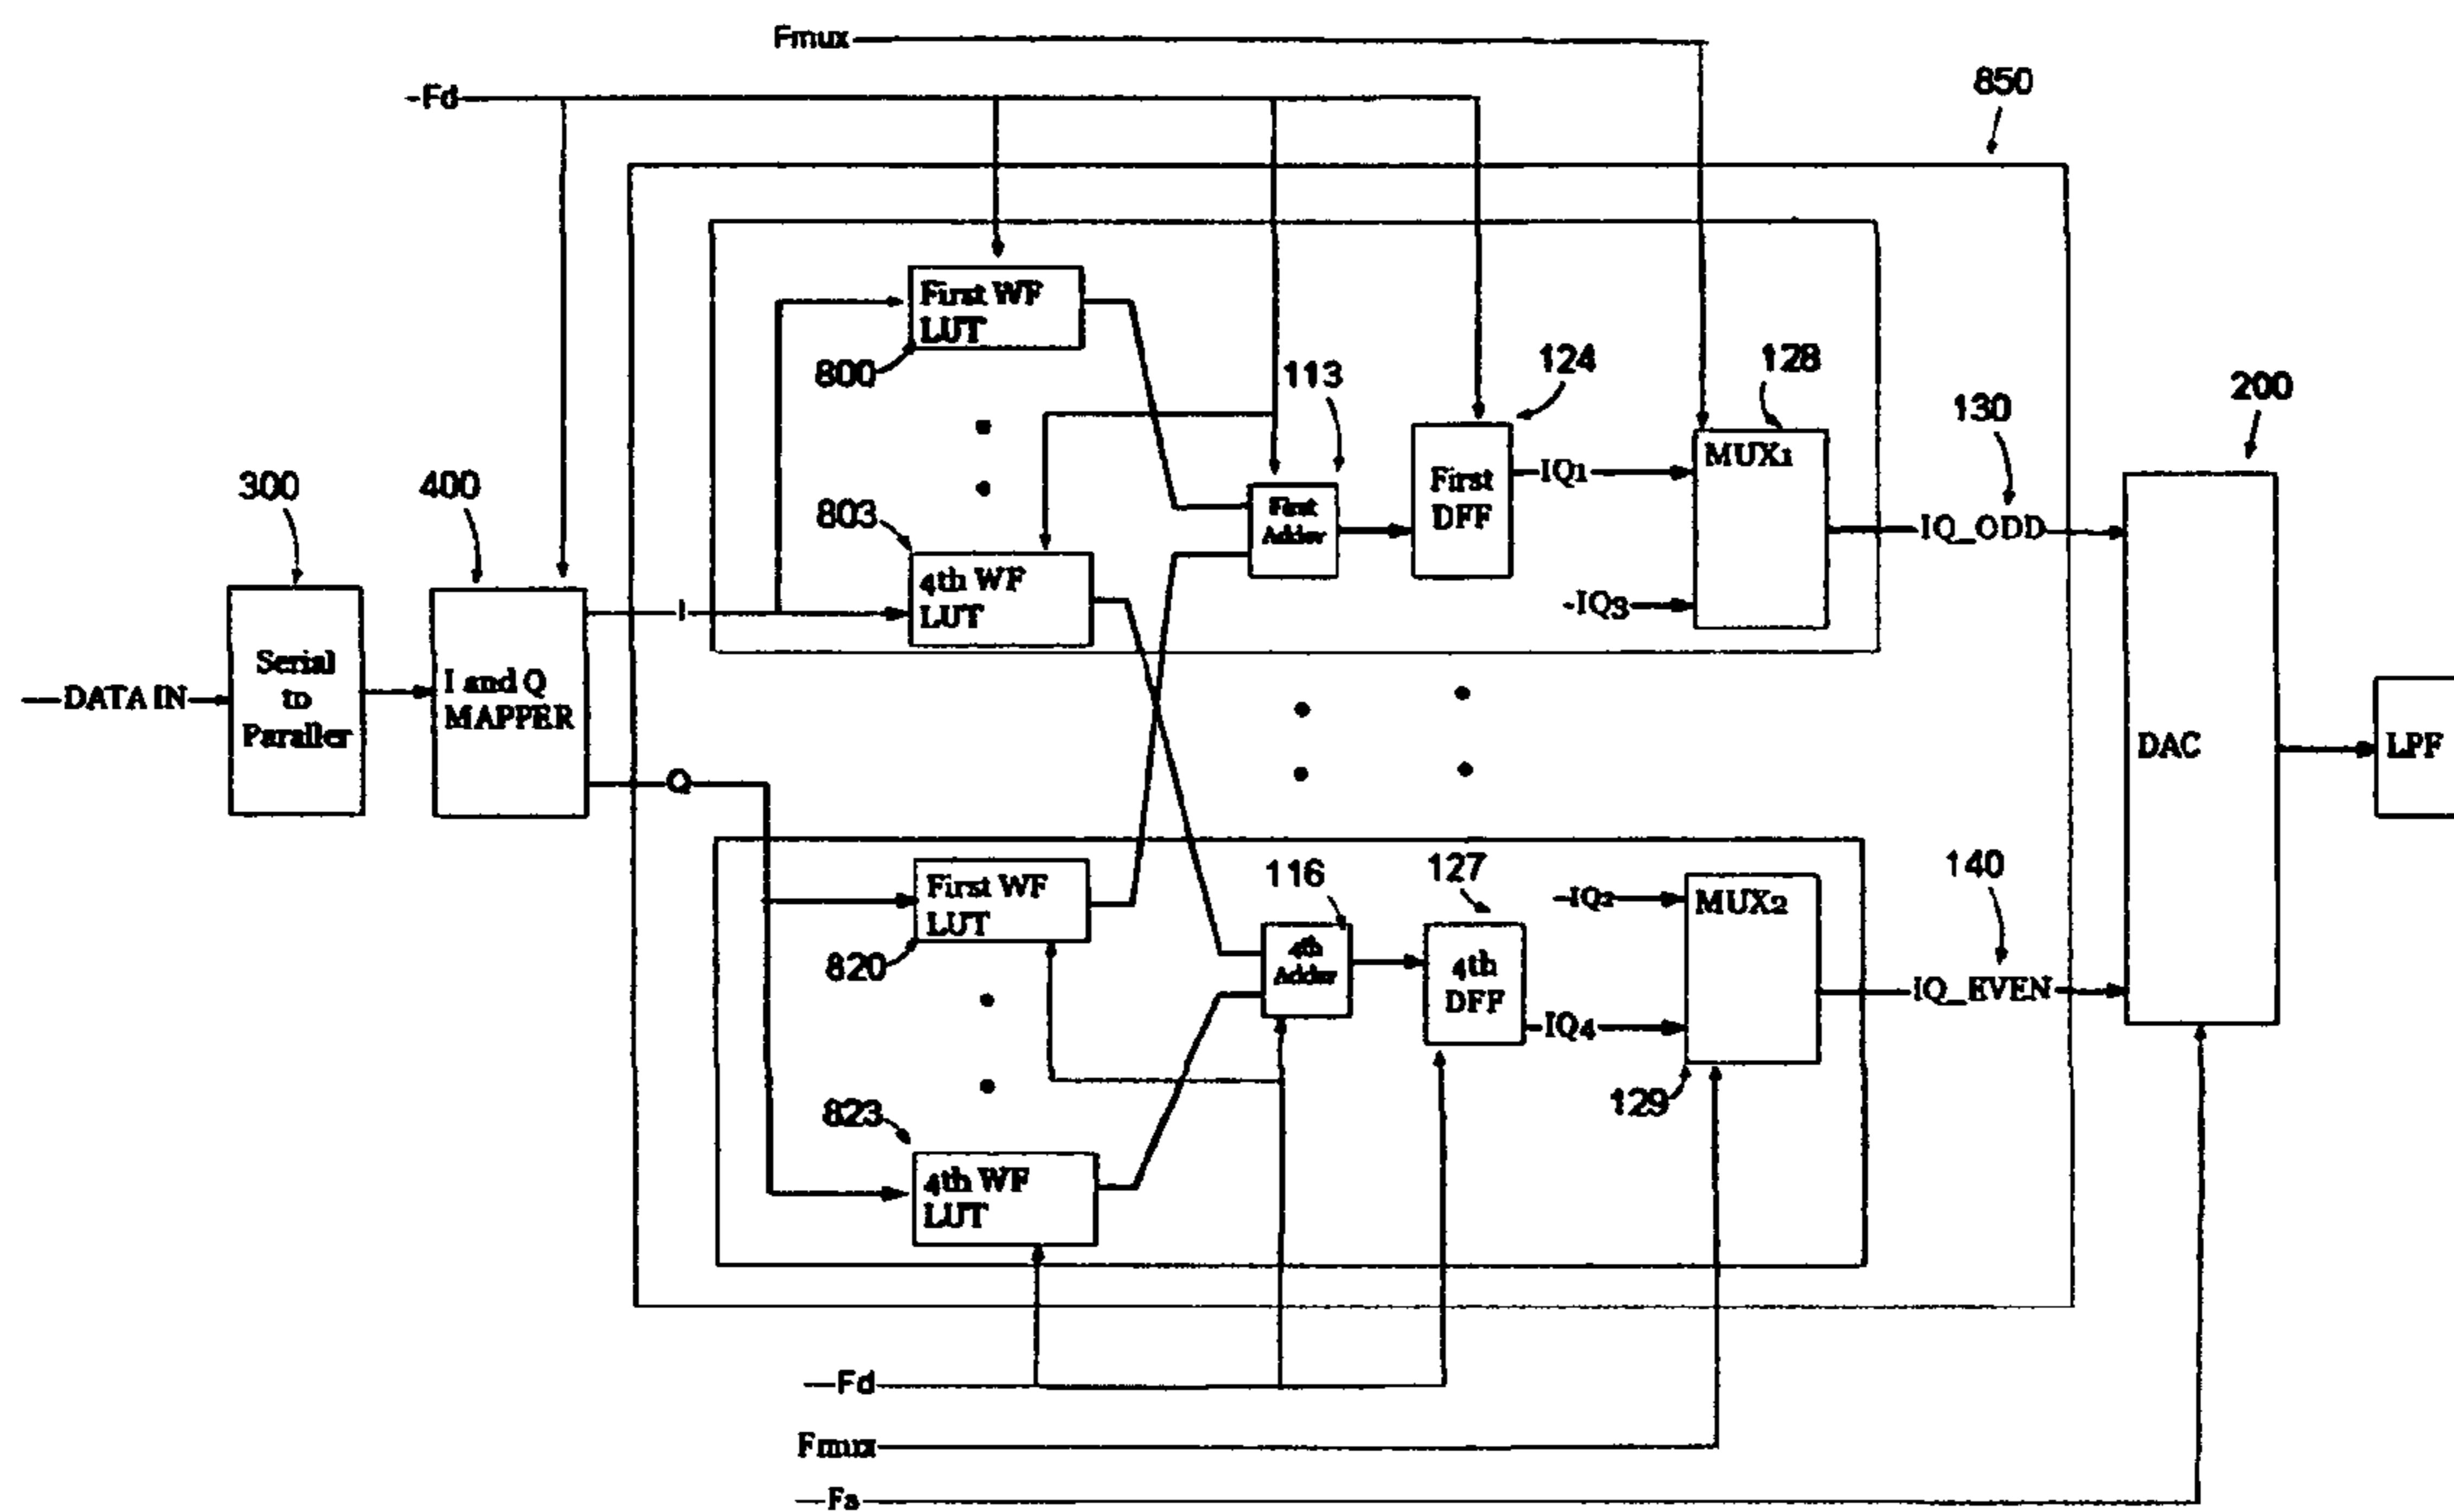 Fmux
-Fd
850
First WF
LUT
800
113
124
128
130
200
MUX1
IQ1
First
DFF
First
Adder
IQ_ODD
300
400
803
4th WF
LUT
-IQ3
I
Serial
to
Paraller
I and Q
MAPPER
DATA IN
DAC
LPF
Q
First WF
LUT
820
116
127
-IQ2
MUX2
140
4th
Adder
4th
DFF
IQ4
IQ_EVEN
129
823
4th WF
LUT
Fd
Fmux
Fs